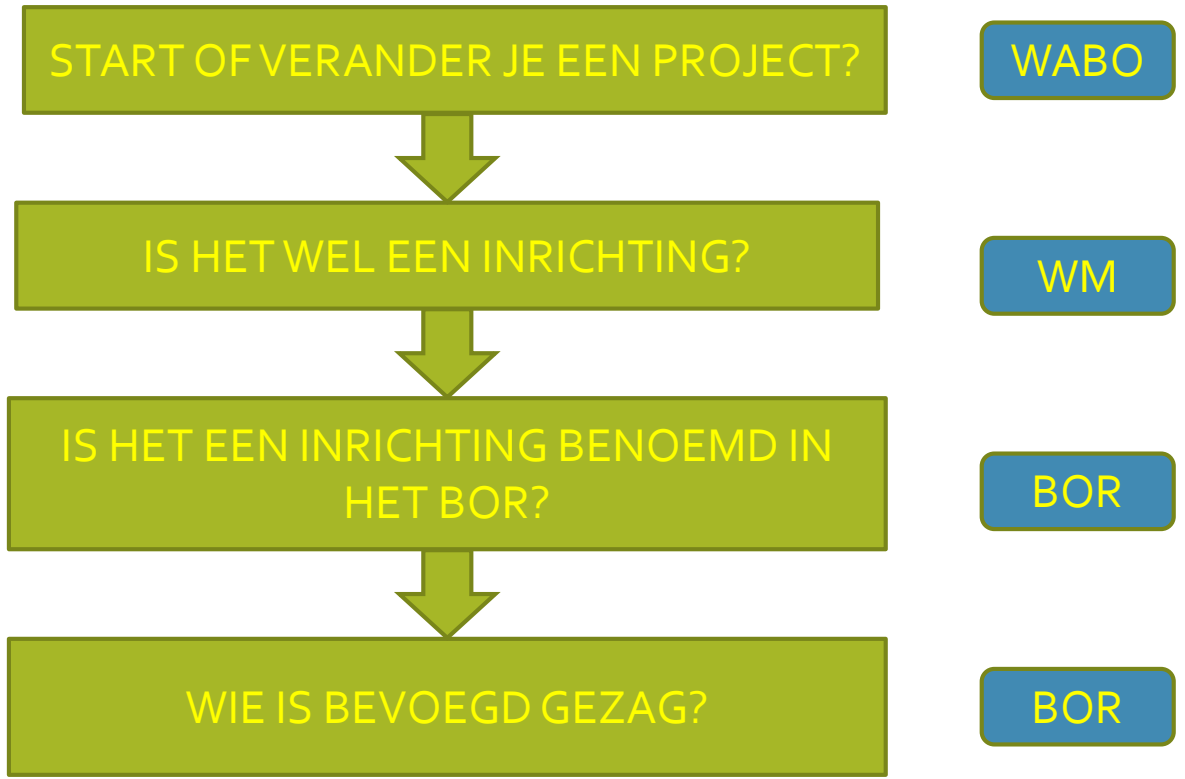 START OF VERANDER JE EEN PROJECT?
WABO
IS HET WEL EEN INRICHTING?
WM
IS HET EEN INRICHTING BENOEMD IN
HET BOR?
BOR
WIE IS BEVOEGD GEZAG?
BOR